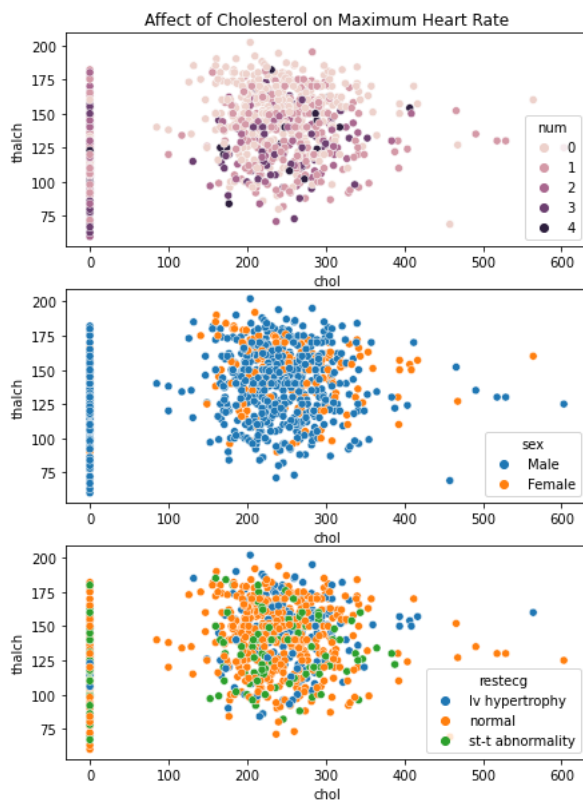 Affect of Cholesterol on Maximum Heart Rate
200
175
150
125
100
75
thalch
num
0
1
2
3
4
0 100 200 300 400 500 600
chol
200
175
150
125
100
75
thalch
sex
Male
Female
0 100 200 300 400 500 600
chol
200
175
150
125
100
75
thalch
restecg
lv hypertrophy
normal
st-t abnormality
0 100 200 300 400 500 600
chol